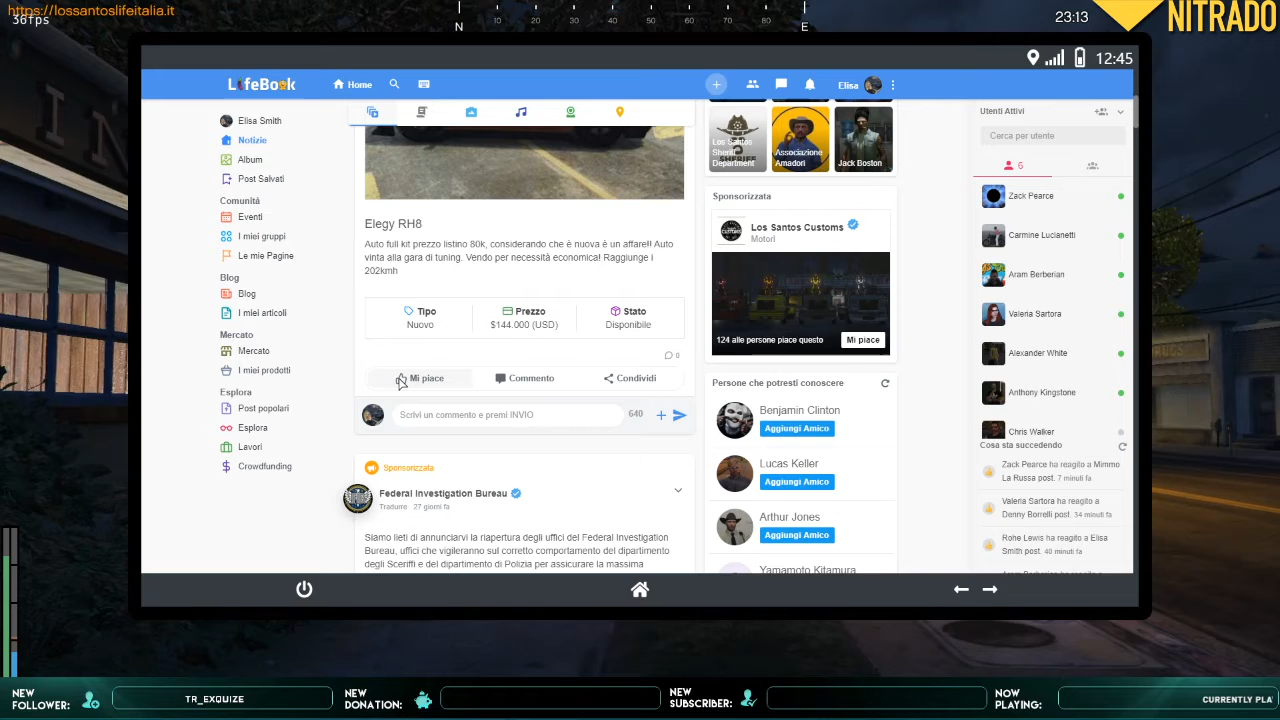 https://lossantoslifeitalia.it
36fps
N
10
20
30
40
50
60
70
80
E
23:13
NITRADO
12:45
LifeBook
Home
Elisa
Elisa Smith
Notizie
Album
Post Salvati
Comunità
Eventi
I miei gruppi
Le mie Pagine
Blog
Blog
I miei articoli
Mercato
Mercato
I miei prodotti
Esplora
Post popolari
Esplora
Lavori
Crowdfunding
Elegy RH8
Auto full kit prezzo listino 80k, considerando che è nuova è un affare!! Auto
vinta alla gara di tuning. Vendo per necessità economica! Raggiunge i
202kmh
Tipo
Nuovo
Prezzo
$144.000 (USD)
Stato
Disponibile
0
Mi piace
Commento
Condividi
Scrivi un commento e premi INVIO
640
Sponsorizzata
Federal Investigation Bureau
Tradurre 27 giorni fa
Siamo lieti di annunciarvi la riapertura degli uffici del Federal Investigation
Bureau, uffici che vigileranno sul corretto comportamento del dipartimento
degli Sceriffi e del dipartimento di Polizia per assicurare la massima
Los Santos
Sheriff
Department
Associazione
Amadori
Jack Boston
Sponsorizzata
Los Santos Customs
Motori
124 alle persone piace questo
Mi piace
Persone che potresti conoscere
Benjamin Clinton
Aggiungi Amico
Lucas Keller
Aggiungi Amico
Arthur Jones
Aggiungi Amico
Yamamoto Kitamura
Utenti Attivi
Cerca per utente
6
Zack Pearce
Carmine Lucianetti
Aram Berberian
Valeria Sartora
Alexander White
Anthony Kingstone
Chris Walker
Cosa sta succedendo
Zack Pearce ha reagito a Mimmo
La Russa post. 7 minuti fa
Valeria Sartora ha reagito a
Denny Borrelli post. 34 minuti fa
Rohe Lewis ha reagito a Elisa
Smith post. 40 minuti fa
NEW
FOLLOWER:
TR_EXQUIZE
NEW
DONATION:
NEW
SUBSCRIBER:
NOW
PLAYING:
CURRENTLY PLA